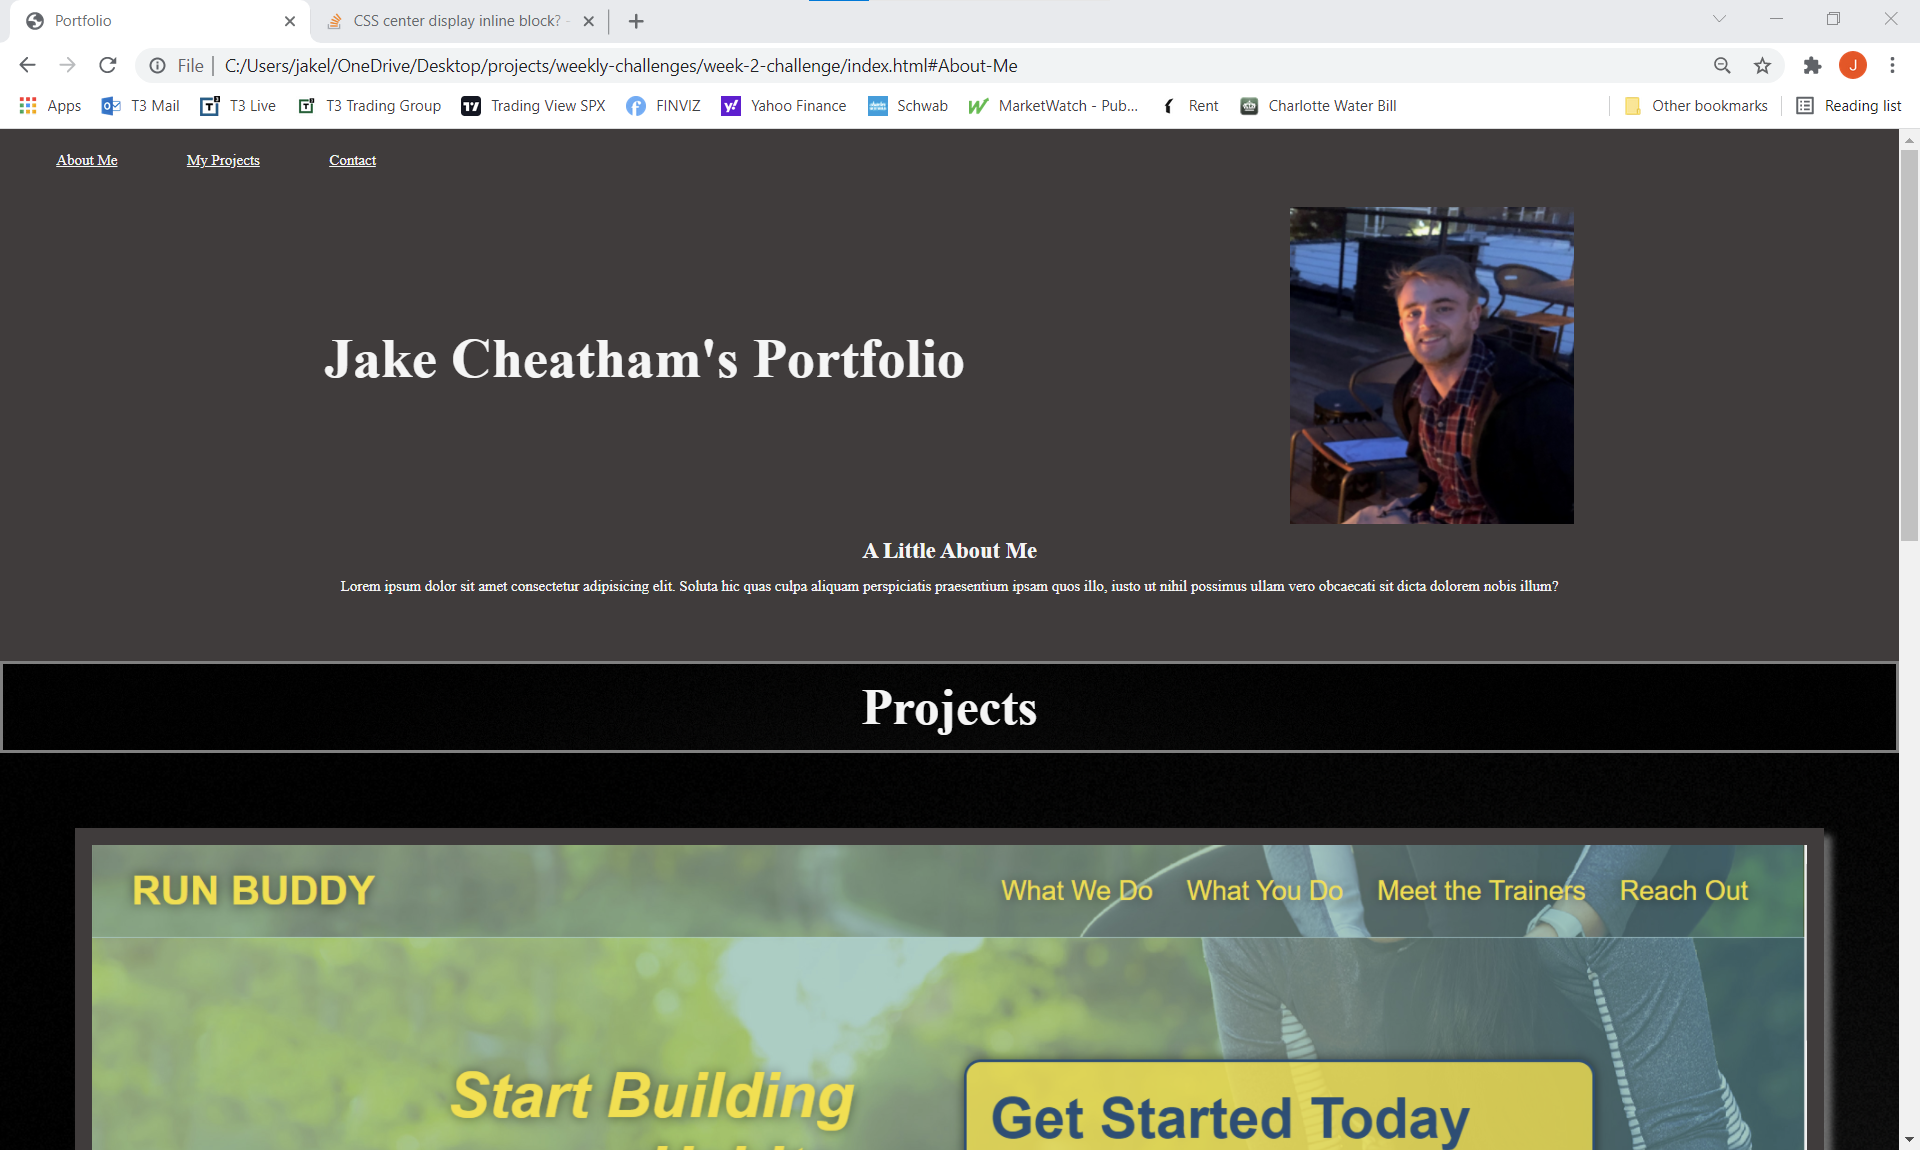 Portfolio
CSS center display inline block? -
File | C:/Users/jakel/OneDrive/Desktop/projects/weekly-challenges/week-2-challenge/index.html#About-Me
J
Apps T3 Mail T3 Live T3 Trading Group Trading View SPX FINVIZ Yahoo Finance Schwab MarketWatch - Pub... Rent Charlotte Water Bill Other bookmarks Reading list
About Me My Projects Contact
Jake Cheatham's Portfolio
A Little About Me
Lorem ipsum dolor sit amet consectetur adipisicing elit. Soluta hic quas culpa aliquam perspiciatis praesentium ipsam quos illo, iusto ut nihil possimus ullam vero obcaecati sit dicta dolorem nobis illum?
Projects
RUN BUDDY What We Do What You Do Meet the Trainers Reach Out
Start Building
Get Started Today